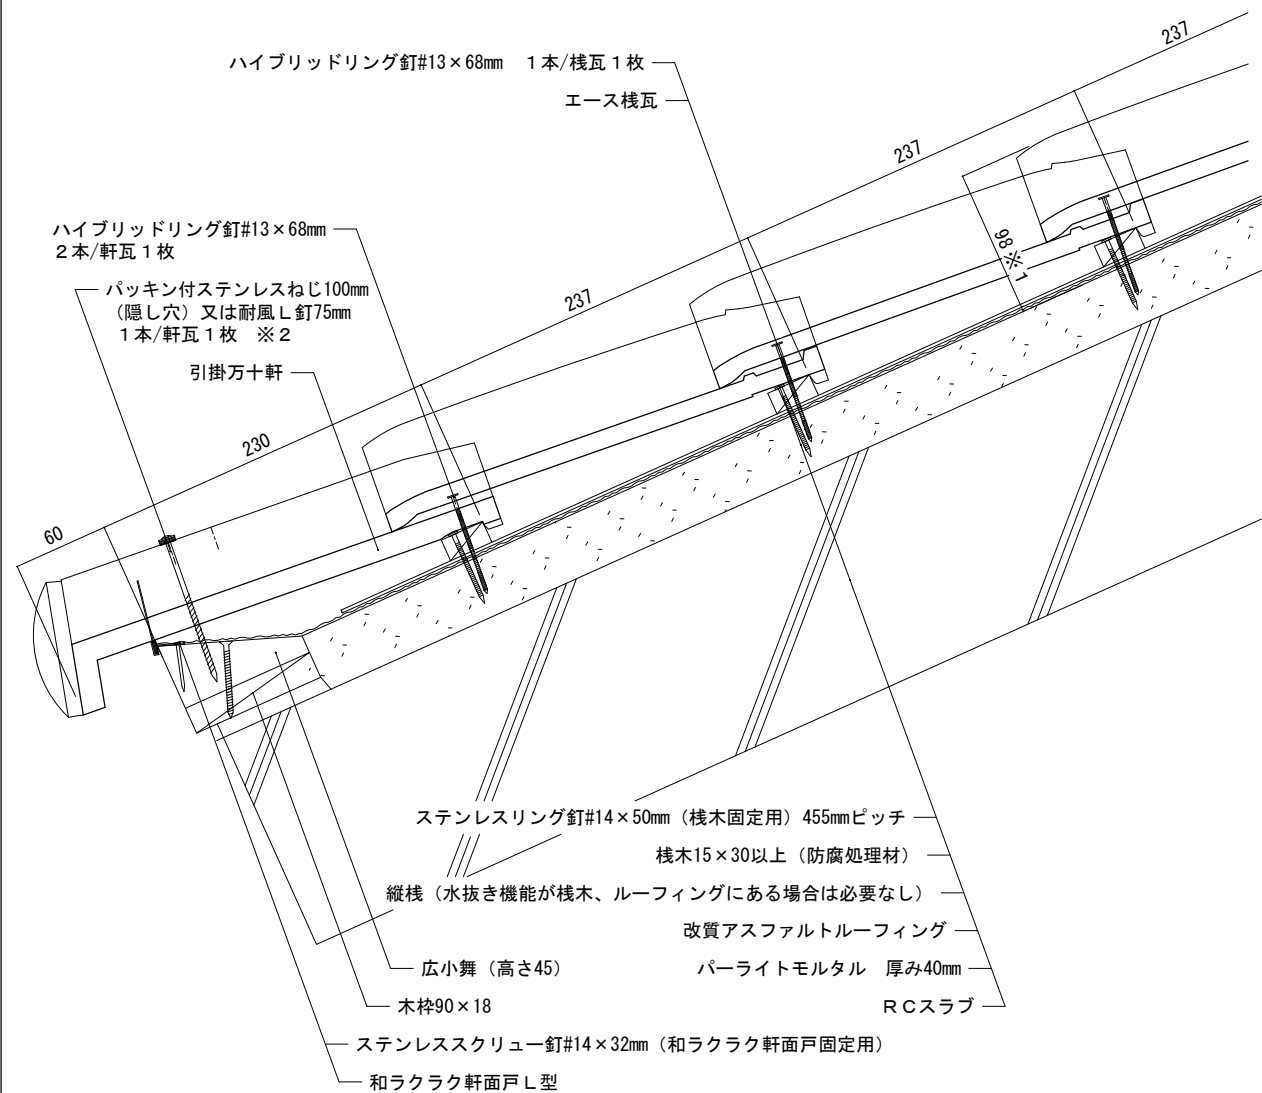 237
ハイブリッドリング釘#13×68mm　１本/桟瓦１枚
エース桟瓦
237
ハイブリッドリング釘#13×68mm
２本/軒瓦１枚
98※１
パッキン付ステンレスねじ100mm
（隠し穴）又は耐風Ｌ釘75mm
１本/軒瓦１枚　※２
237
引掛万十軒
230
60
ステンレスリング釘#14×50mm（桟木固定用）455mmピッチ
桟木15×30以上（防腐処理材）
縦桟（水抜き機能が桟木、ルーフィングにある場合は必要なし）
改質アスファルトルーフィング
広小舞（高さ45）
パーライトモルタル　厚み40mm
木枠90×18
ＲＣスラブ
ステンレススクリュー釘#14×32mm（和ラクラク軒面戸固定用）
和ラクラク軒面戸Ｌ型